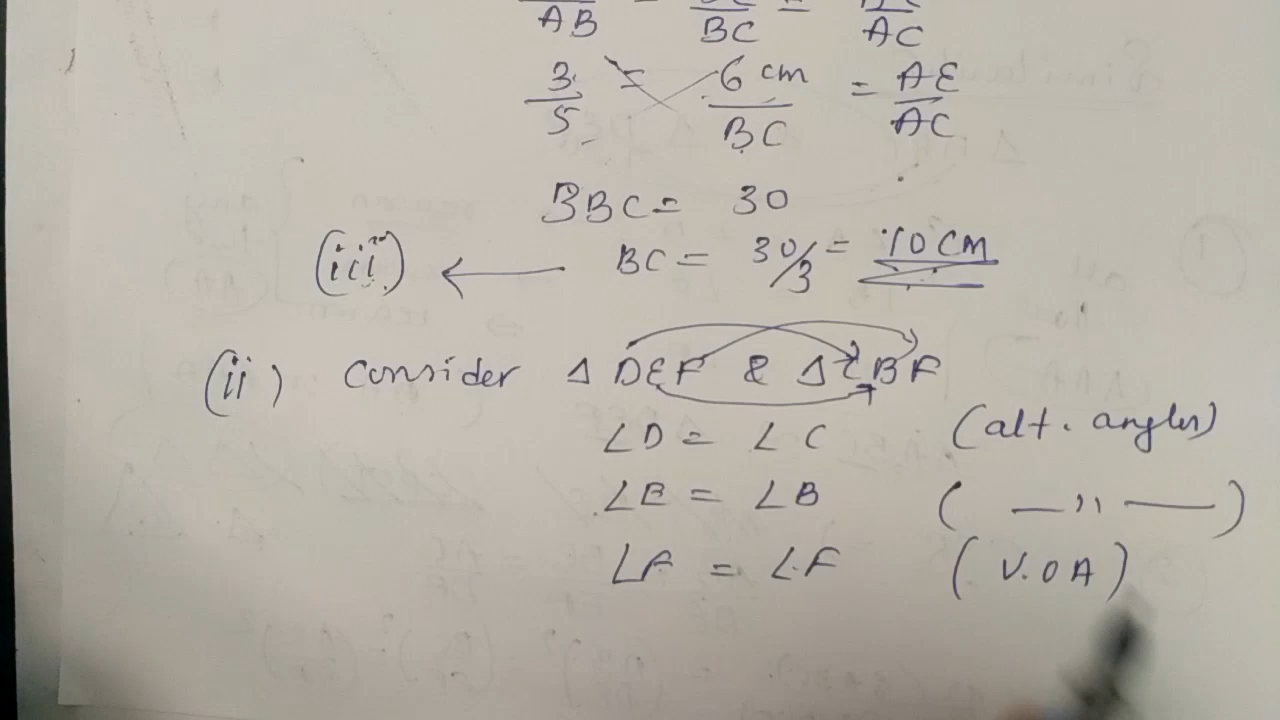 AB BC = AC
3/5 = 6 cm/BC = AE/AC
3BC = 30
(iii) ← BC = 30/3 = 10 cm
(ii) Consider Δ DEF & Δ CBF
∠D = ∠C (alt. angles)
∠E = ∠B ( —"— )
∠F = ∠F (V.O A)